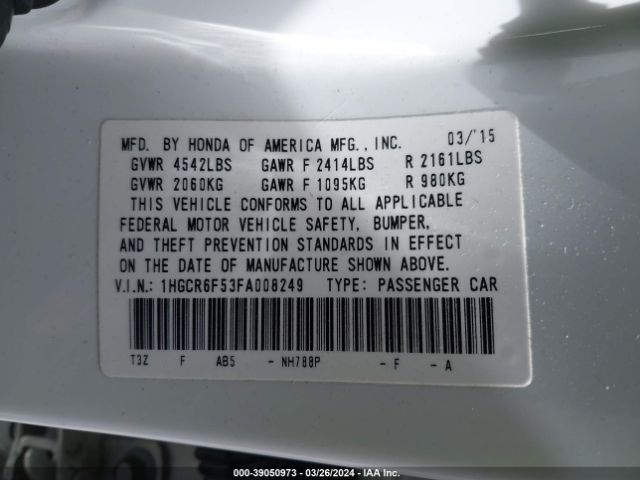 MFD. BY HONDA OF AMERICA MFG., INC. 03/'15
GVWR 4542LBS GAWR F 2414LBS R 2161LBS
GVWR 2060KG GAWR F 1095KG R 980KG
THIS VEHICLE CONFORMS TO ALL APPLICABLE
FEDERAL MOTOR VEHICLE SAFETY, BUMPER,
AND THEFT PREVENTION STANDARDS IN EFFECT
ON THE DATE OF MANUFACTURE SHOWN ABOVE.
V.I.N.: 1HGCR6F53FA008249 TYPE: PASSENGER CAR
T3Z F AB5 - NH788P - F - A
000-39050973 - 03/26/2024 - IAA Inc.